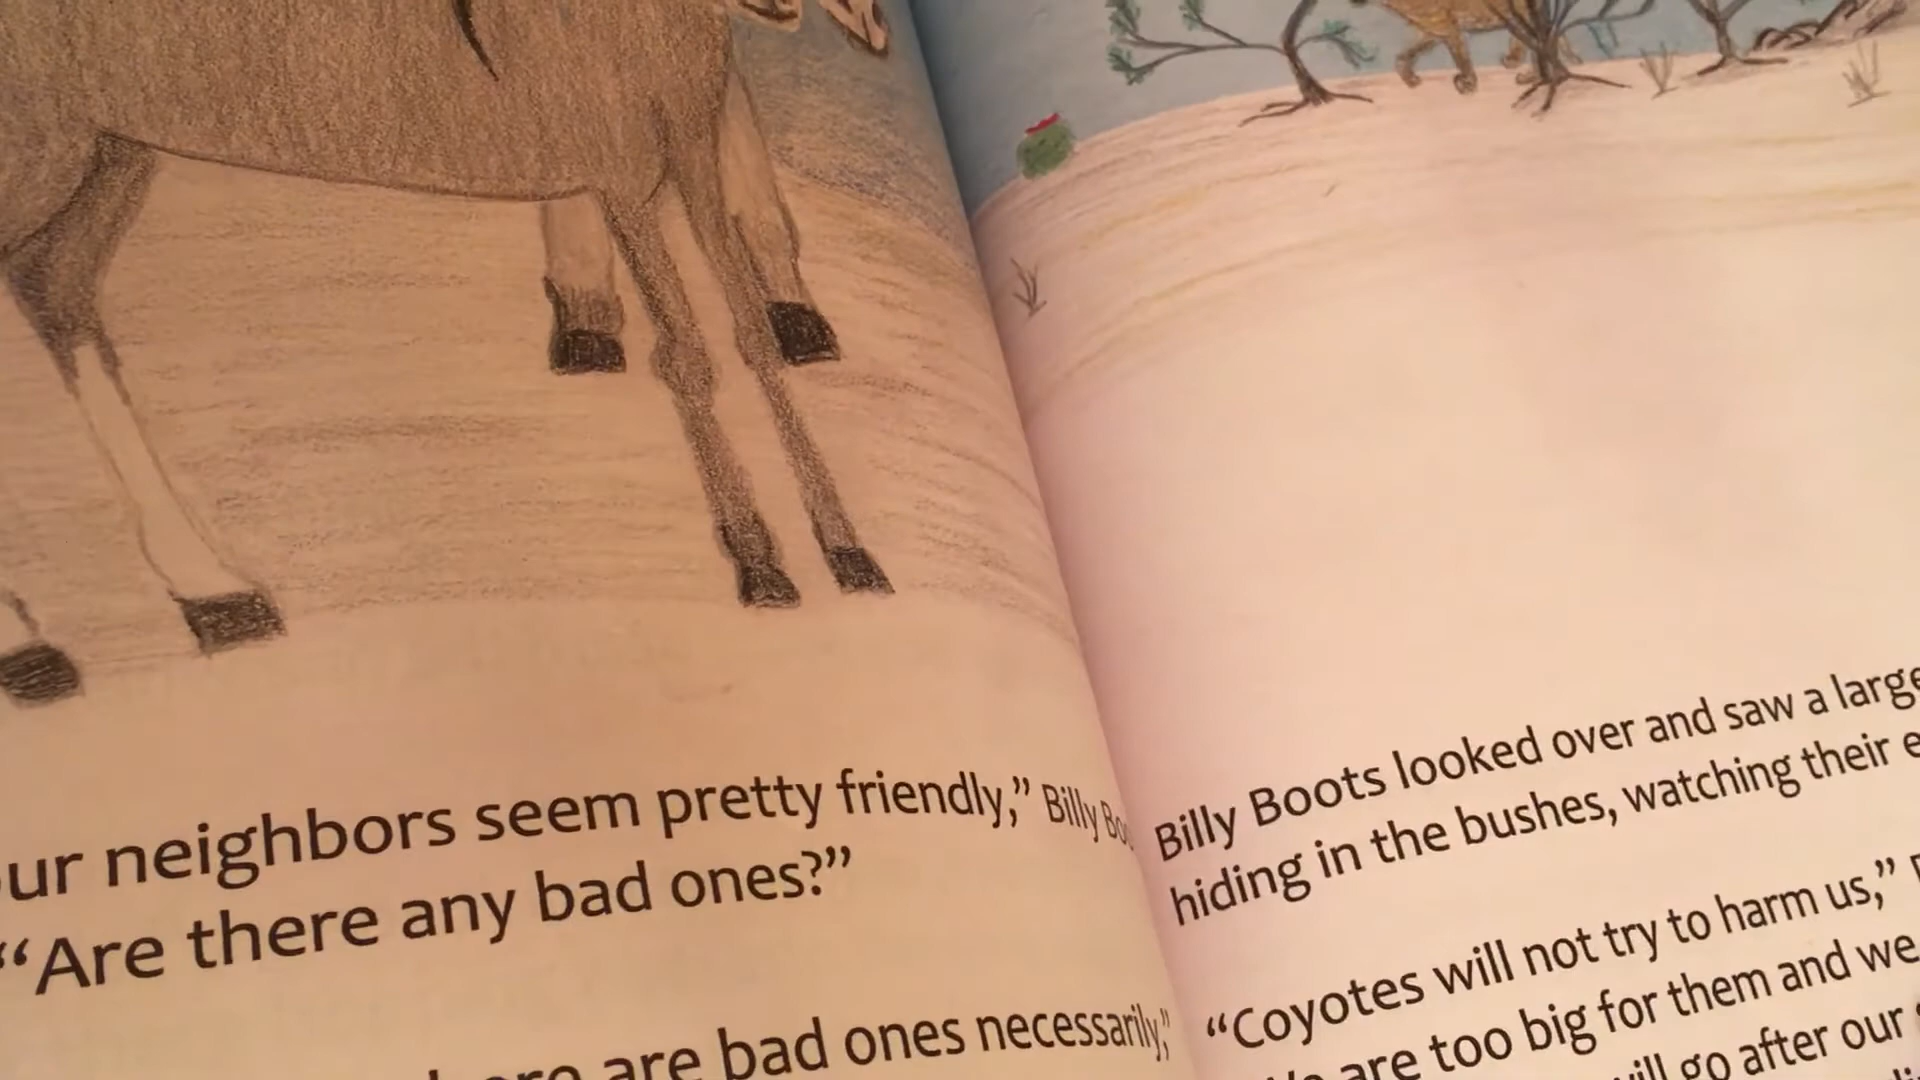 ur neighbors seem pretty friendly,” Billy
“Are there any bad ones?”
are bad ones necessarily,”
Billy Boots looked over and saw a large
hiding in the bushes, watching their
“Coyotes will not try to harm us,”
are too big for them and we
will go after our